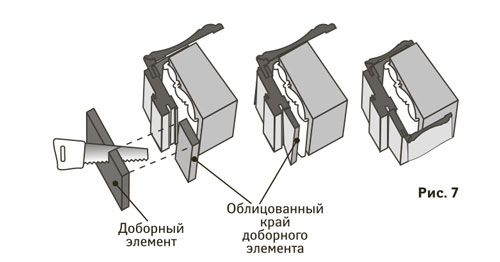 Рис. 7
Доборный
элемент
Облицованный
край
доборного
элемента